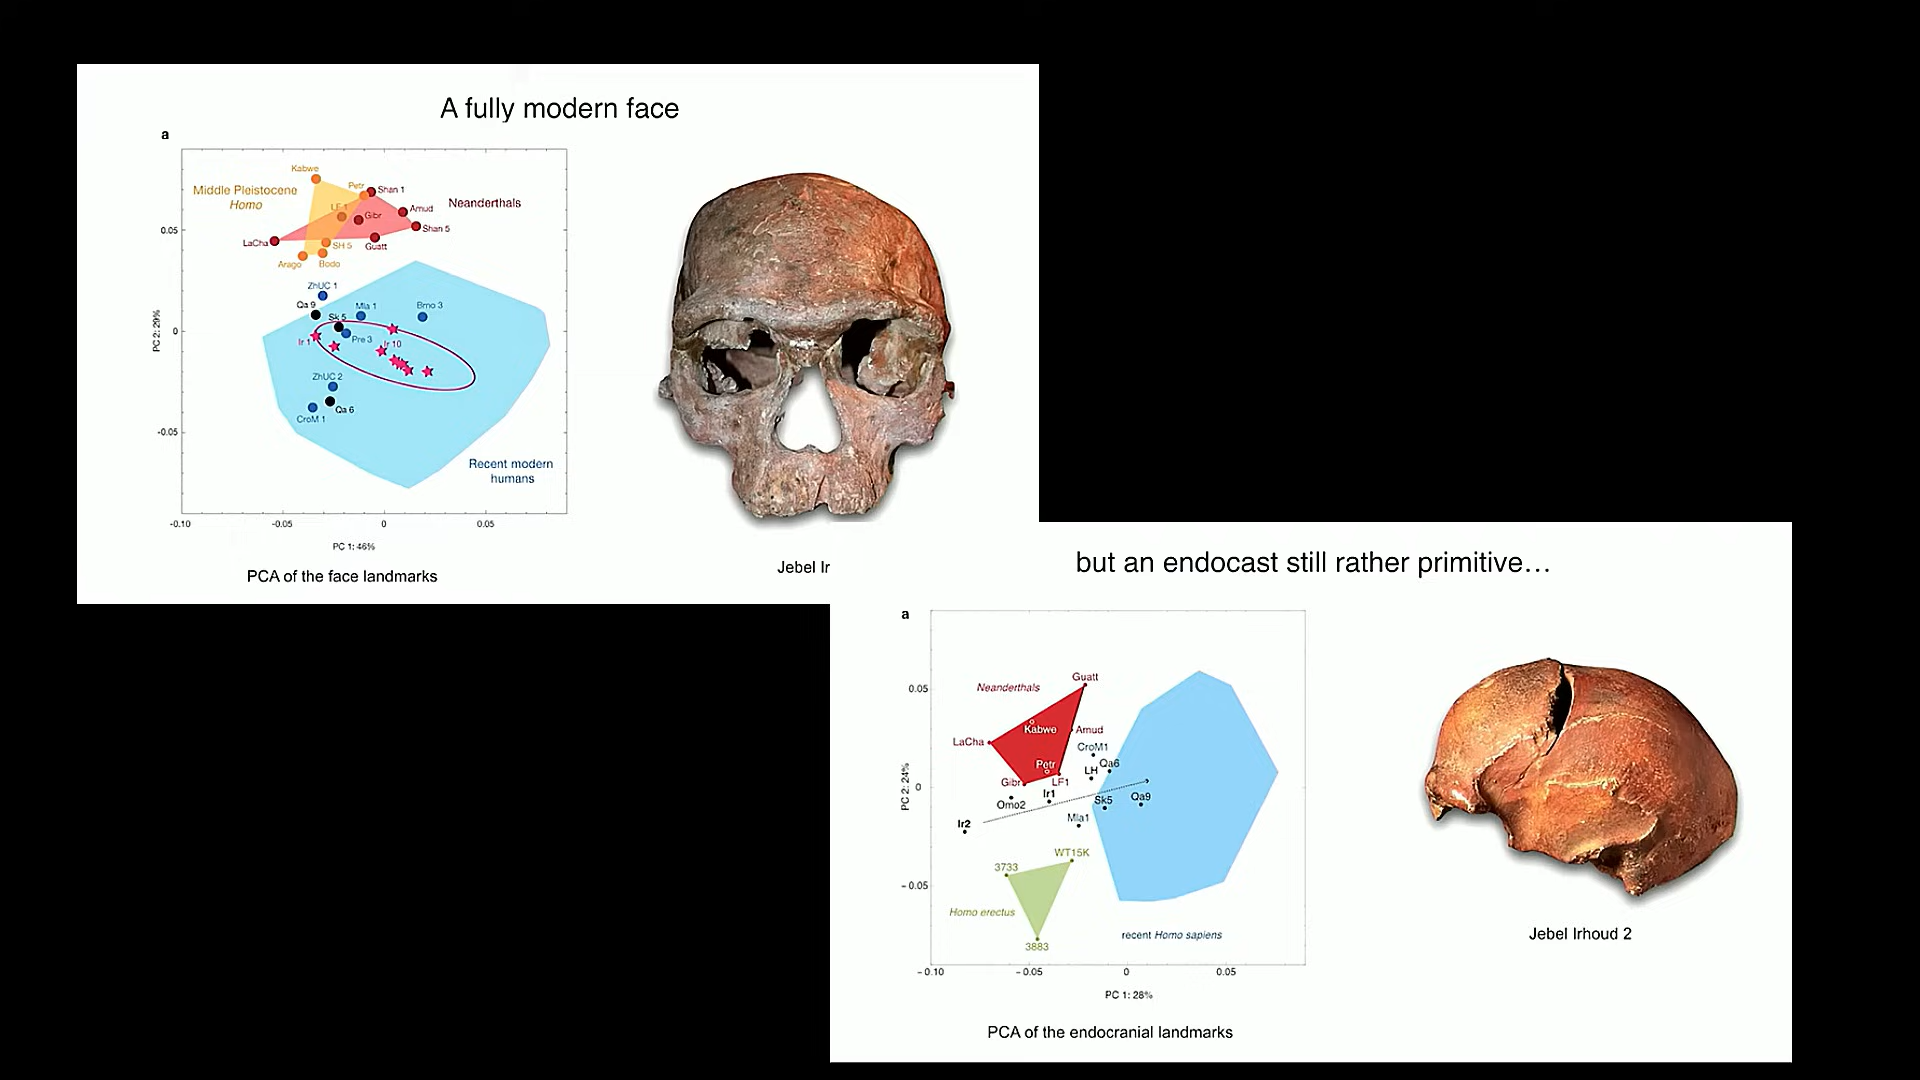 A fully modern face
a
Kabwe
Middle Pleistocene
Homo
Petr
Shan 1
Neanderthals
LF 1
Gibr
Amud
Shan 5
0.05
LaCha
SH 5
Guatt
Arago
Bodo
ZhUC 1
Qa 9
Mla 1
Brno 3
Sk 5
PC 2: 29%
0
Ir 1
Pre 3
Ir 10
ZhUC 2
Qa 6
CroM 1
-0.05
Recent modern
humans
-0.10
-0.05
0
0.05
PC 1: 46%
PCA of the face landmarks
Jebel Ir
but an endocast still rather primitive…
a
Guatt
0.05
Neanderthals
Kabwe
Amud
LaCha
CroM1
Petr
Qa6
LH
Gibr
LF1
PC 2: 24%
0
Ir1
Omo2
Sk5
Qa9
Ir2
Mla1
WT15K
3733
-0.05
Homo erectus
3883
recent Homo sapiens
-0.10
-0.05
0
0.05
PC 1: 28%
Jebel Irhoud 2
PCA of the endocranial landmarks